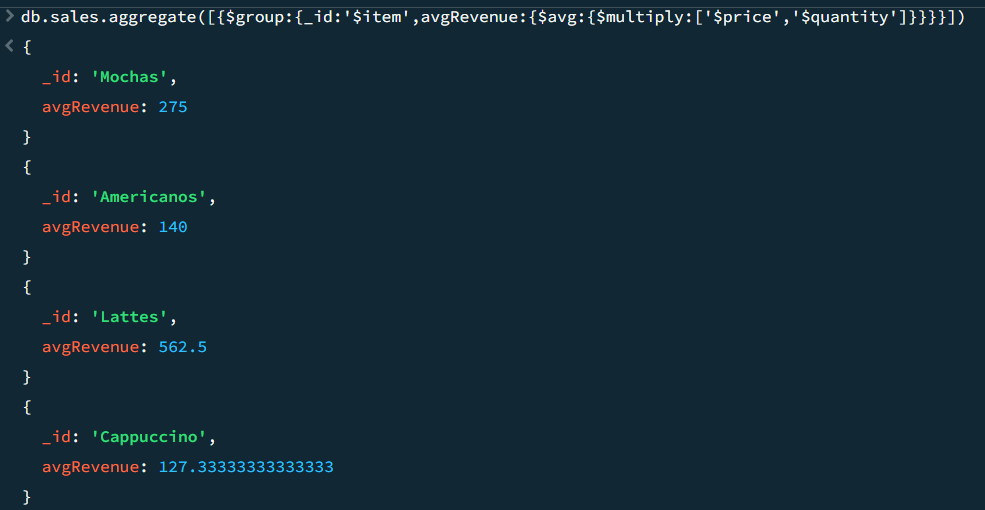 > db.sales.aggregate([{$group:{_id:'$item',avgRevenue:{$avg:{$multiply:['$price','$quantity']}}}}])
< {
_id: 'Mochas',
avgRevenue: 275
}
{
_id: 'Americanos',
avgRevenue: 140
}
{
_id: 'Lattes',
avgRevenue: 562.5
}
{
_id: 'Cappuccino',
avgRevenue: 127.33333333333333
}